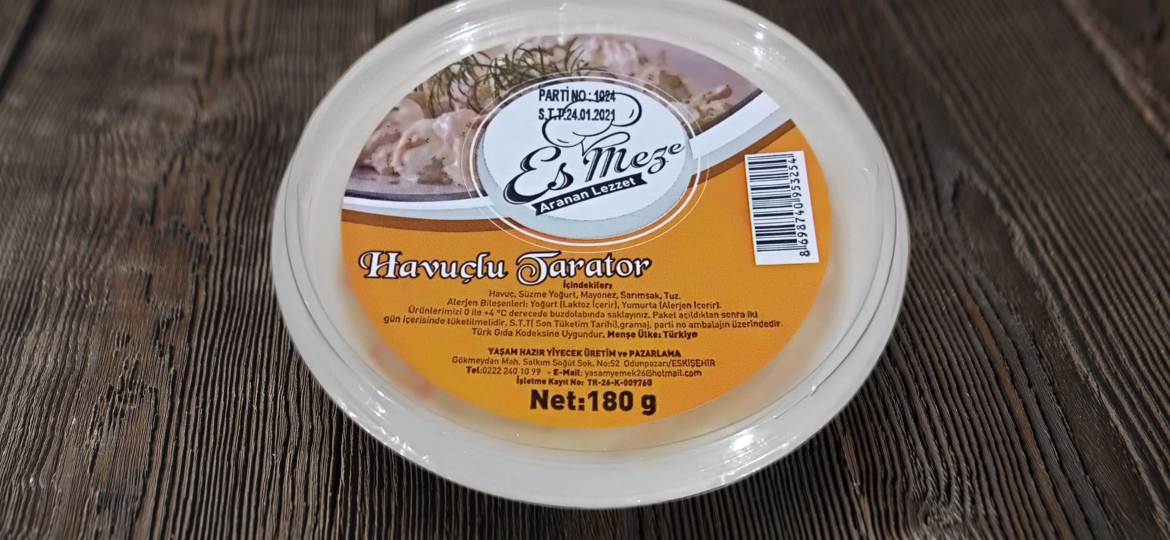 PARTİ NO : 1024
S.T.T:24.01.2021
Es Meze
Aranan Lezzet
8 698740 953254
Havuçlu Tarator
İçindekiler:
Havuç, Süzme Yoğurt, Mayonez, Sarımsak, Tuz.
Alerjen Bileşenleri: Yoğurt (Laktoz İçerir), Yumurta (Alerjen İçerir).
Ürünlerimizi 0 ile +4 °C derecede buzdolabında saklayınız. Paket açıldıktan sonra iki
gün içerisinde tüketilmelidir. S.T.T( Son Tüketim Tarihi),gramaj, parti no ambalajın üzerindedir.
Türk Gıda Kodeksine Uygundur. Menşe Ülke: Türkiye
YAŞAM HAZIR YİYECEK ÜRETİM ve PAZARLAMA
Gökmeydan Mah. Salkım Söğüt Sok. No:52 Odunpazarı/ESKİŞEHİR
Tel:0222 240 10 99 - E-Mail: yasamyemek26@hotmail.com
İşletme Kayıt No: TR-26-K-009760
Net:180 g